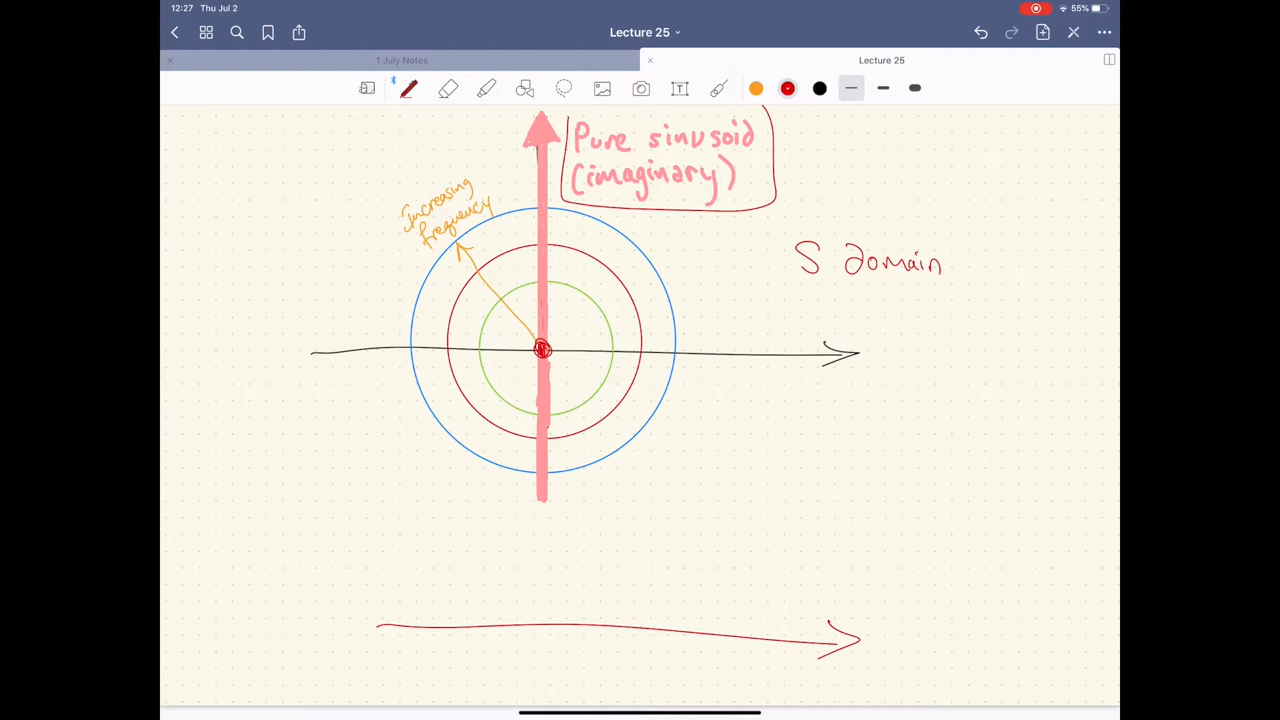 12:27 Thu Jul 2
55%
Lecture 25
1 July Notes
Lecture 25
T
Pure sinusoid
(imaginary)
Increasing
frequency
S Domain